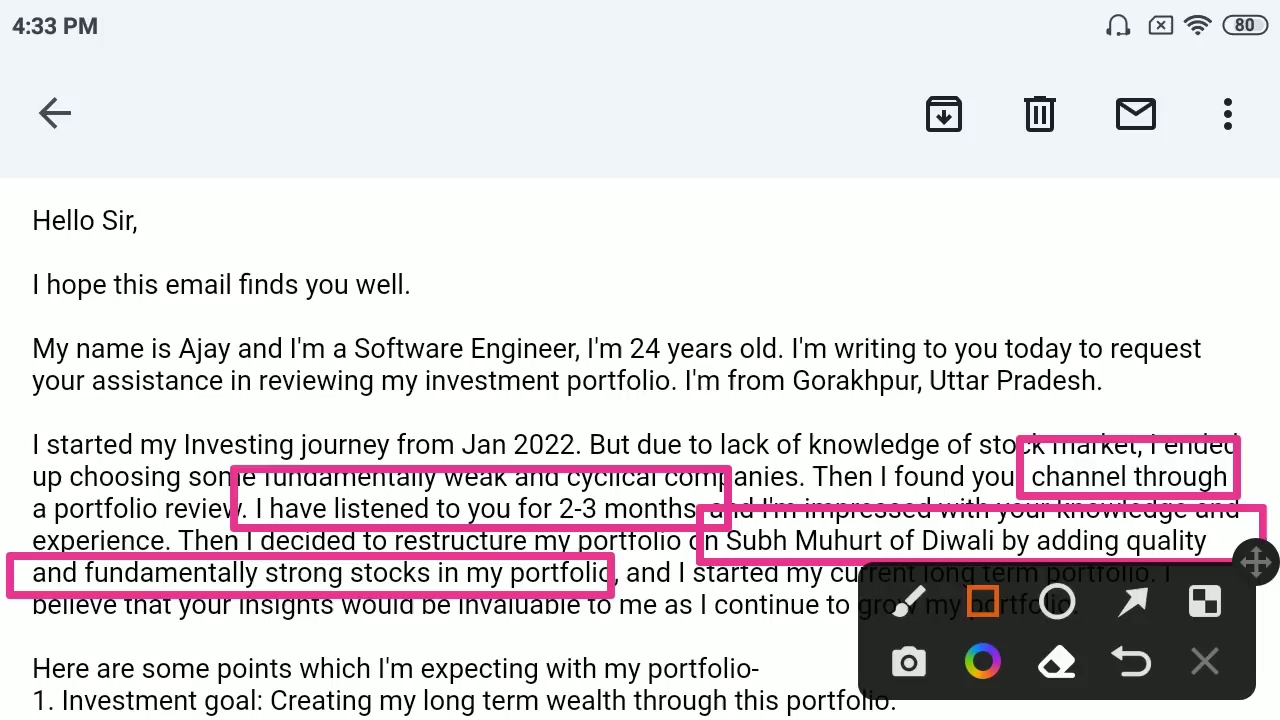 4:33 PM
80
Hello Sir,
I hope this email finds you well.
My name is Ajay and I'm a Software Engineer, I'm 24 years old. I'm writing to you today to request
your assistance in reviewing my investment portfolio. I'm from Gorakhpur, Uttar Pradesh.
I started my Investing journey from Jan 2022. But due to lack of knowledge of stock market, I ended
up choosing some fundamentally weak and cyclical companies. Then I found you channel through
a portfolio review. I have listened to you for 2-3 months, and I'm impressed with your knowledge and
experience. Then I decided to restructure my portfolio on Subh Muhurt of Diwali by adding quality
and fundamentally strong stocks in my portfolio, and I started my current long term portfolio. I
believe that your insights would be invaluable to me as I continue to grow my portfolio.
Here are some points which I'm expecting with my portfolio-
1. Investment goal: Creating my long term wealth through this portfolio.